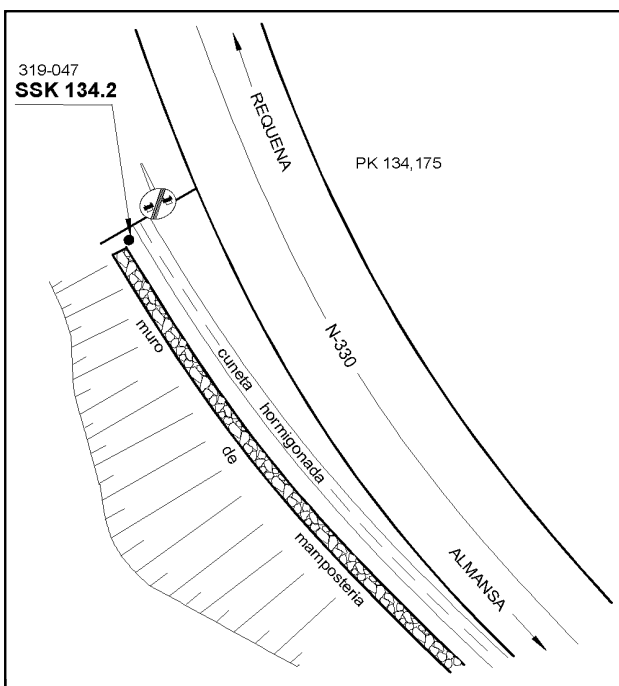 319-047
SSK 134.2
REQUENA
PK 134,175
N-330
cuneta hormigonada
muro de mamposteria
ALMANSA